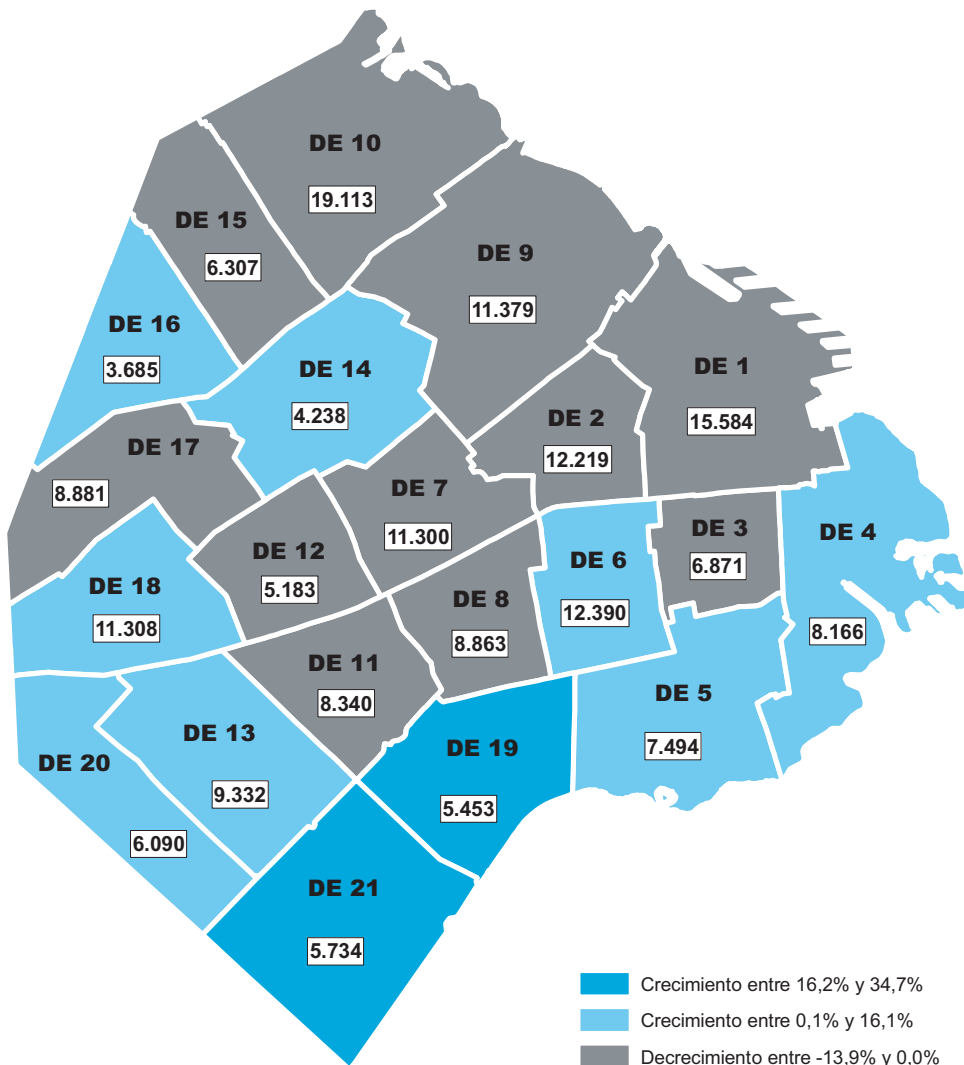 DE 10
19.113
DE 15
6.307
DE 9
11.379
DE 16
3.685
DE 14
4.238
DE 1
15.584
DE 2
12.219
DE 17
8.881
DE 7
11.300
DE 3
6.871
DE 4
8.166
DE 12
5.183
DE 6
12.390
DE 18
11.308
DE 8
8.863
DE 11
8.340
DE 5
7.494
DE 13
9.332
DE 19
5.453
DE 20
6.090
DE 21
5.734
Crecimiento entre 16,2% y 34,7%
Crecimiento entre 0,1% y 16,1%
Decrecimiento entre -13,9% y 0,0%